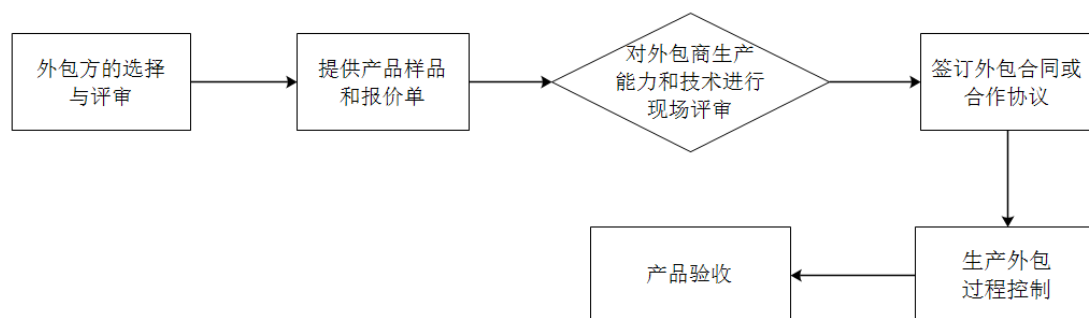 外包方的选择
与评审
提供产品样品
和报价单
对外包商生产
能力和技术进行
现场评审
签订外包合同或
合作协议
生产外包
过程控制
产品验收